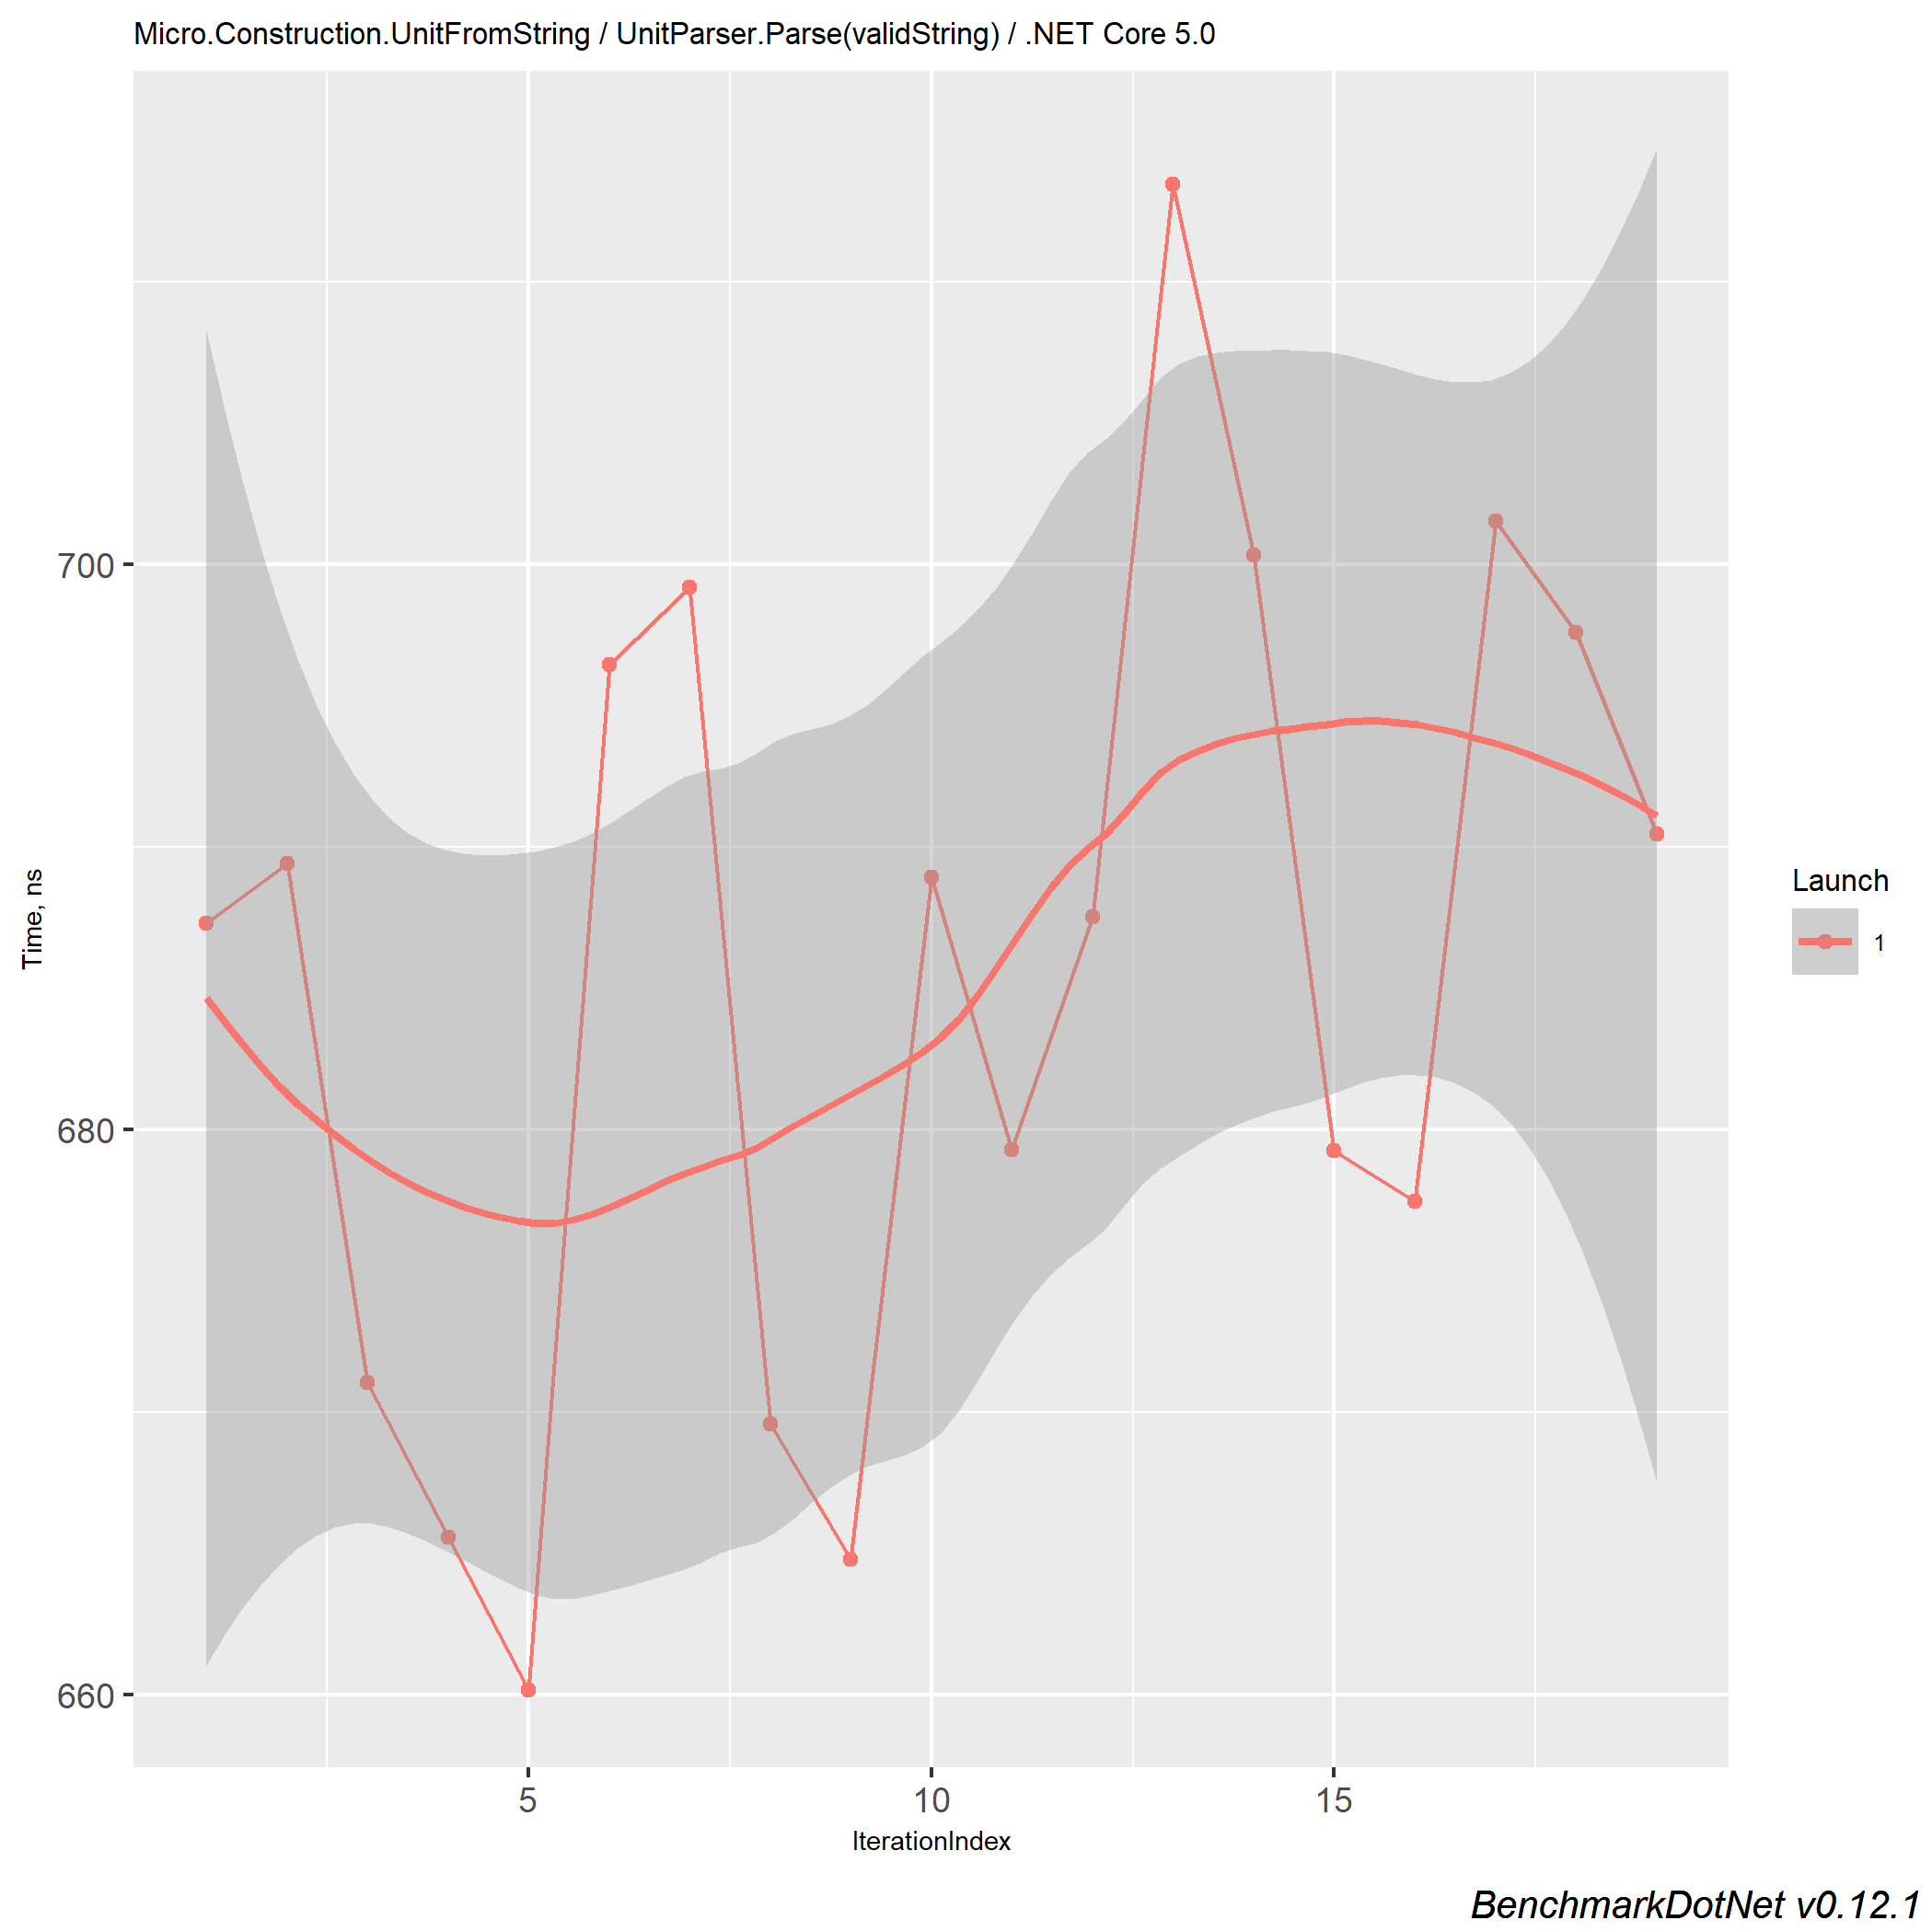 Micro.Construction.UnitFromString / UnitParser.Parse(validString) / .NET Core 5.0
700
680
660
Time, ns
5 10 15
IterationIndex
Launch
1
BenchmarkDotNet v0.12.1